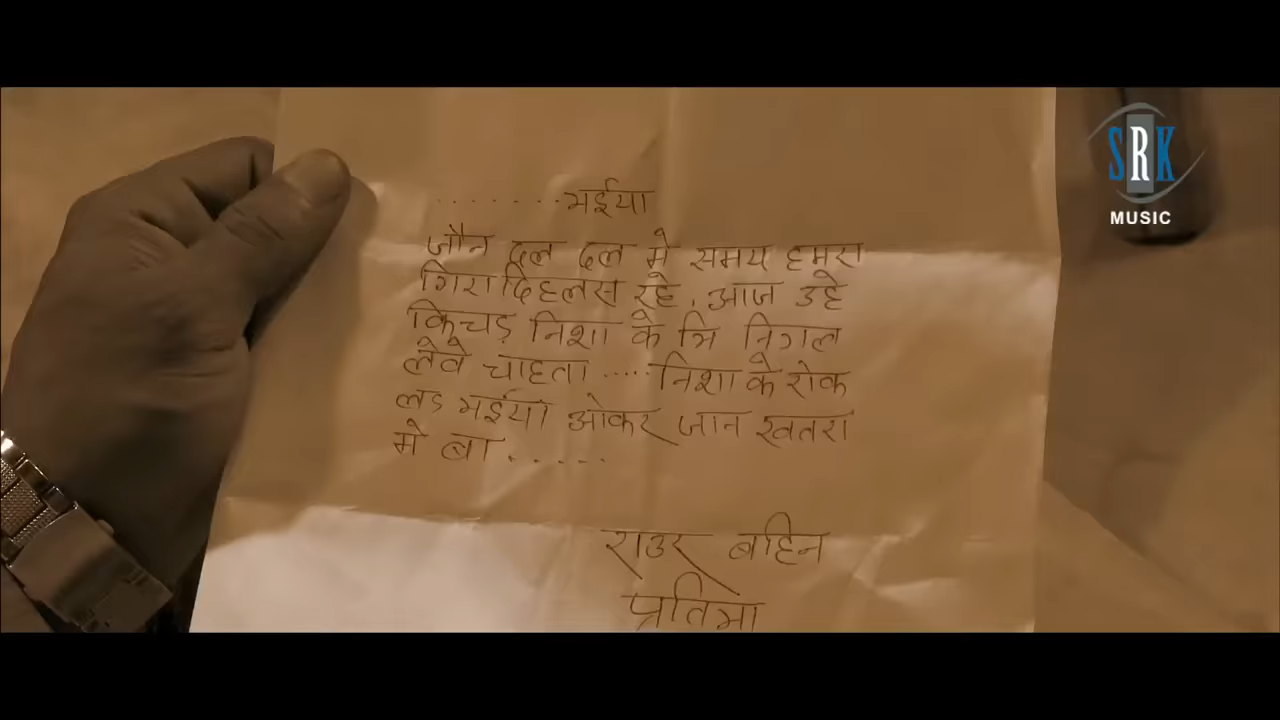 SRK
MUSIC
........भईया
जौन दल दल मे समय हमरा
गिरा दिहलस रहे, आज उहे
किचड़ निशा के भि निगल
लेवे चाहता .....निशा के रोक
लड भईया ओकर जान खतरा
मे बा......
राउर बहिन
प्रतिमा